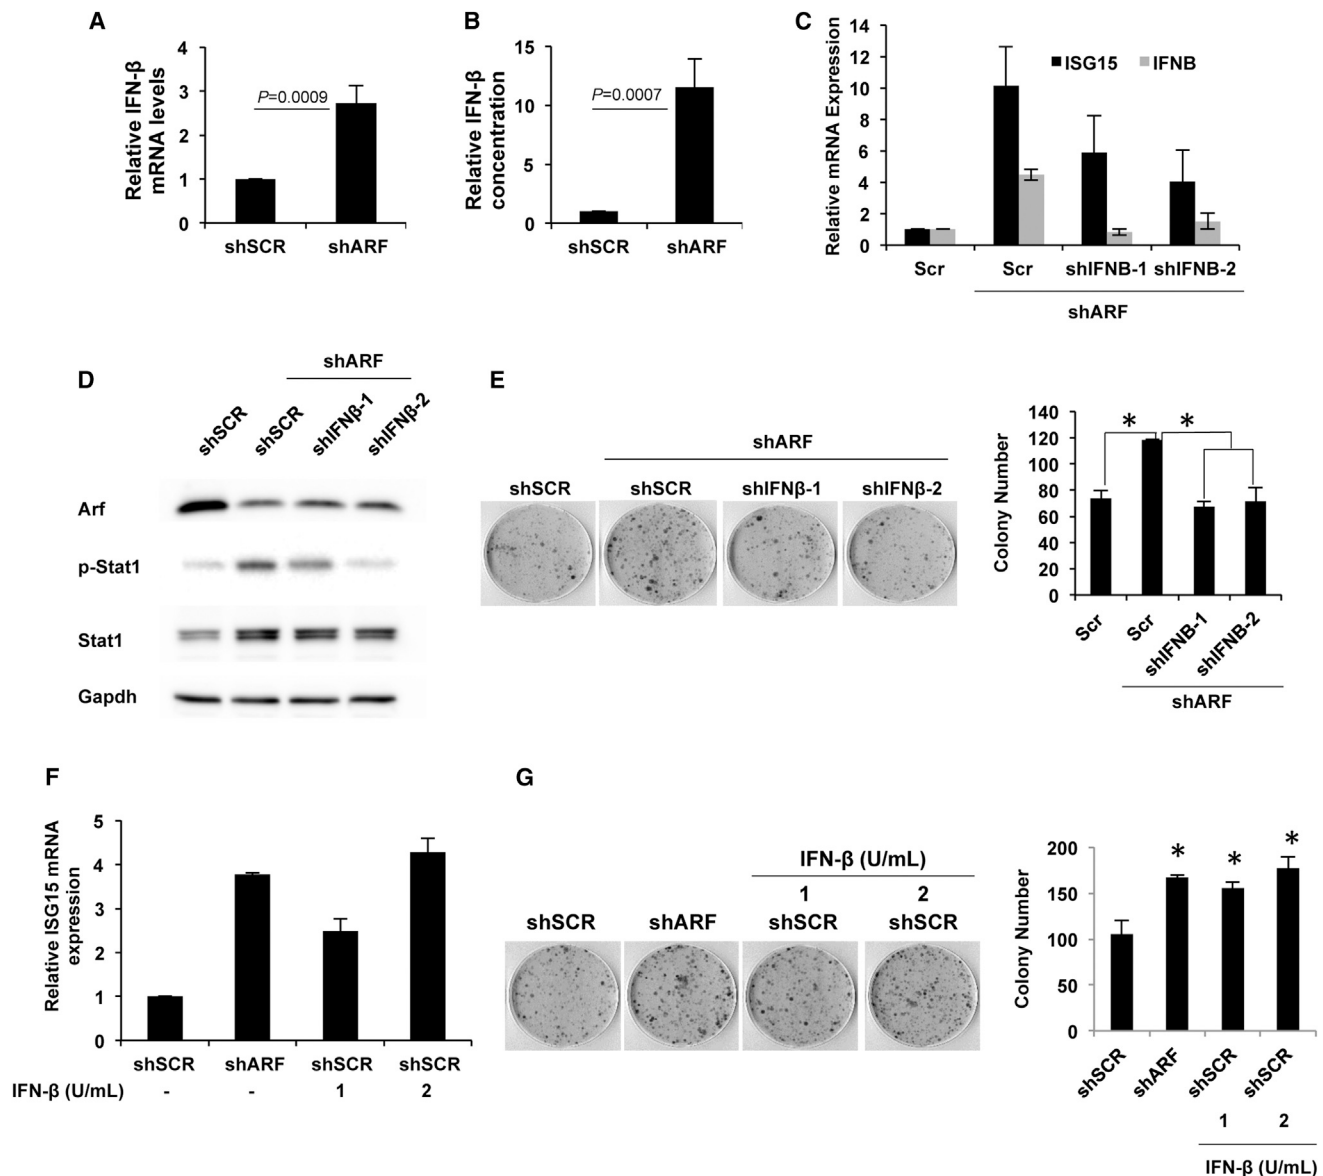 A
Relative IFN-β
mRNA levels
4
3
2
1
0
P=0.0009
shSCR
shARF
B
Relative IFN-β
concentration
15
10
5
0
P=0.0007
shSCR
shARF
C
Relative mRNA Expression
14
12
10
8
6
4
2
0
ISG15
IFNB
Scr
Scr
shIFNB-1
shIFNB-2
shARF
D
shARF
shSCR
shSCR
shIFNβ-1
shIFNβ-2
Arf
p-Stat1
Stat1
Gapdh
E
shARF
shSCR
shSCR
shIFNβ-1
shIFNβ-2
Colony Number
140
120
100
80
60
40
20
0
*
*
Scr
Scr
shIFNB-1
shIFNB-2
shARF
F
Relative ISG15 mRNA
expression
5
4
3
2
1
0
shSCR
shARF
shSCR
shSCR
IFN-β (U/mL) - - 1 2
G
IFN-β (U/mL)
1 2
shSCR
shARF
shSCR
shSCR
Colony Number
200
150
100
50
0
*
*
*
shSCR
shARF
shSCR
shSCR
1 2
IFN-β (U/mL)